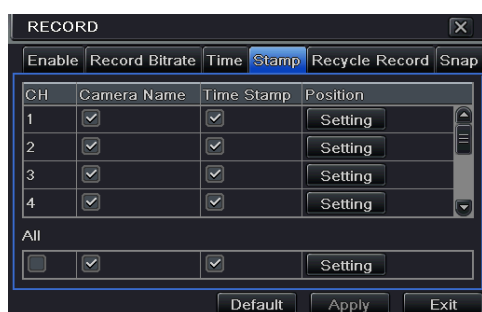 RECORD
Enable Record Bitrate Time Stamp Recycle Record Snap
CH Camera Name Time Stamp Position
1 Setting
2 Setting
3 Setting
4 Setting
All
Setting
Default Apply Exit